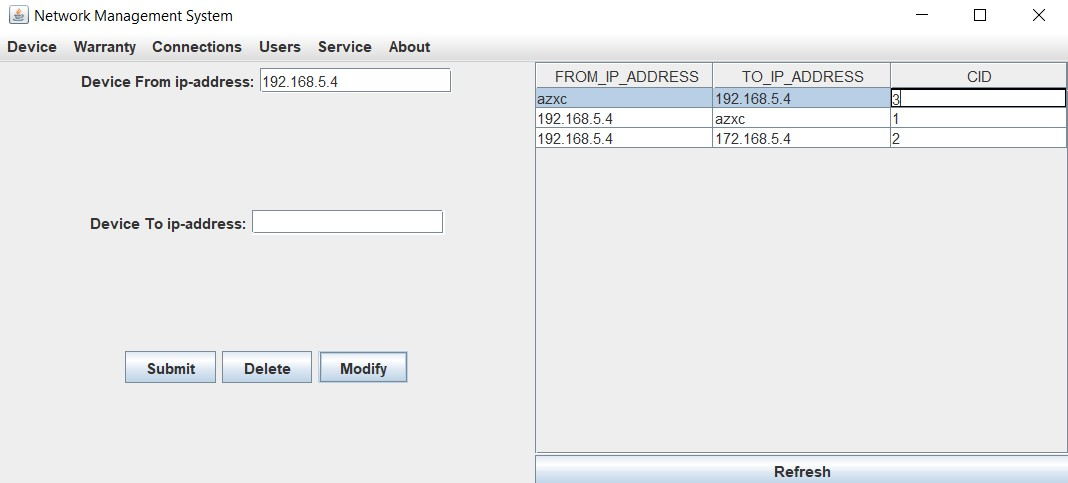 Network Management System
Device Warranty Connections Users Service About
Device From ip-address: 192.168.5.4
FROM_IP_ADDRESS TO_IP_ADDRESS CID
azxc 192.168.5.4 3
192.168.5.4 azxc 1
192.168.5.4 172.168.5.4 2
Device To ip-address:
Submit Delete Modify
Refresh